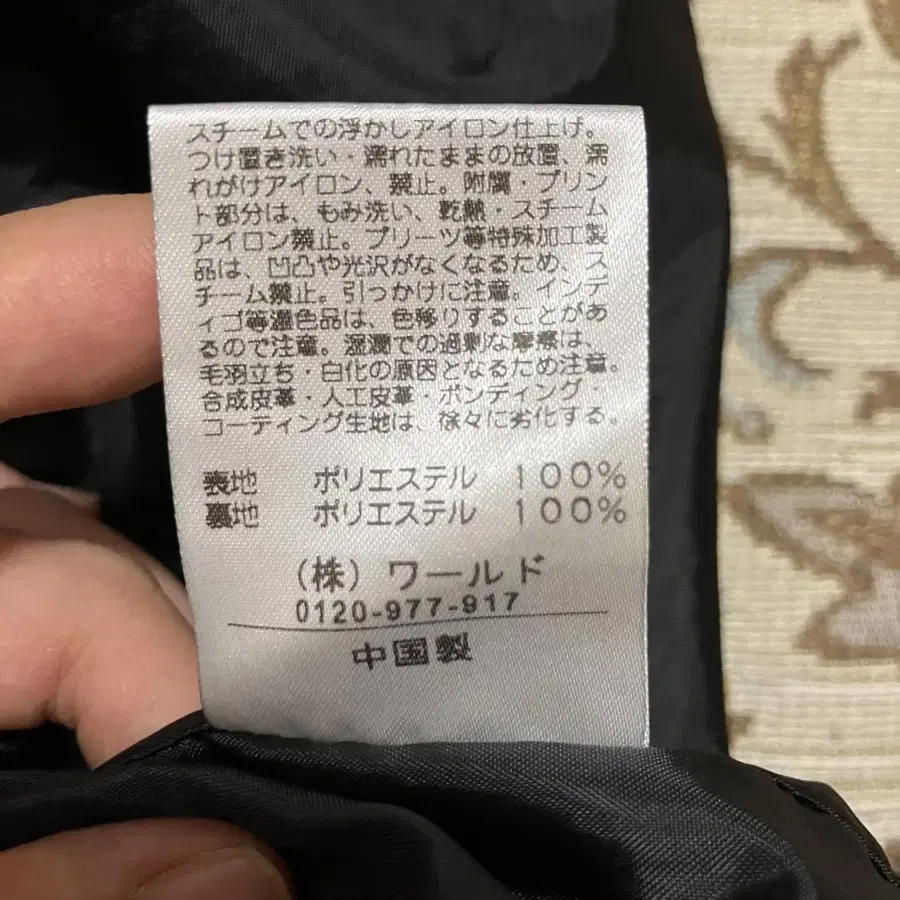 スチームでの浮かしアイロン仕上げ。
つけ置き洗い・濡れたままの放置、濡
れがけアイロン、禁止。附属・プリン
ト部分は、もみ洗い、乾熱・スチーム
アイロン禁止。プリーツ等特殊加工製
品は、凹凸や光沢がなくなるため、ス
チーム禁止。引っかけに注意。インデ
ィゴ等濃色品は、色移りすることがあ
るので注意。湿潤での過剰な摩擦は、
毛羽立ち・白化の原因となるため注意。
合成皮革・人工皮革・ボンディング・
コーティング生地は、徐々に劣化する。
表地 ポリエステル 100%
裏地 ポリエステル 100%
(株) ワールド
0120-977-917
中国製